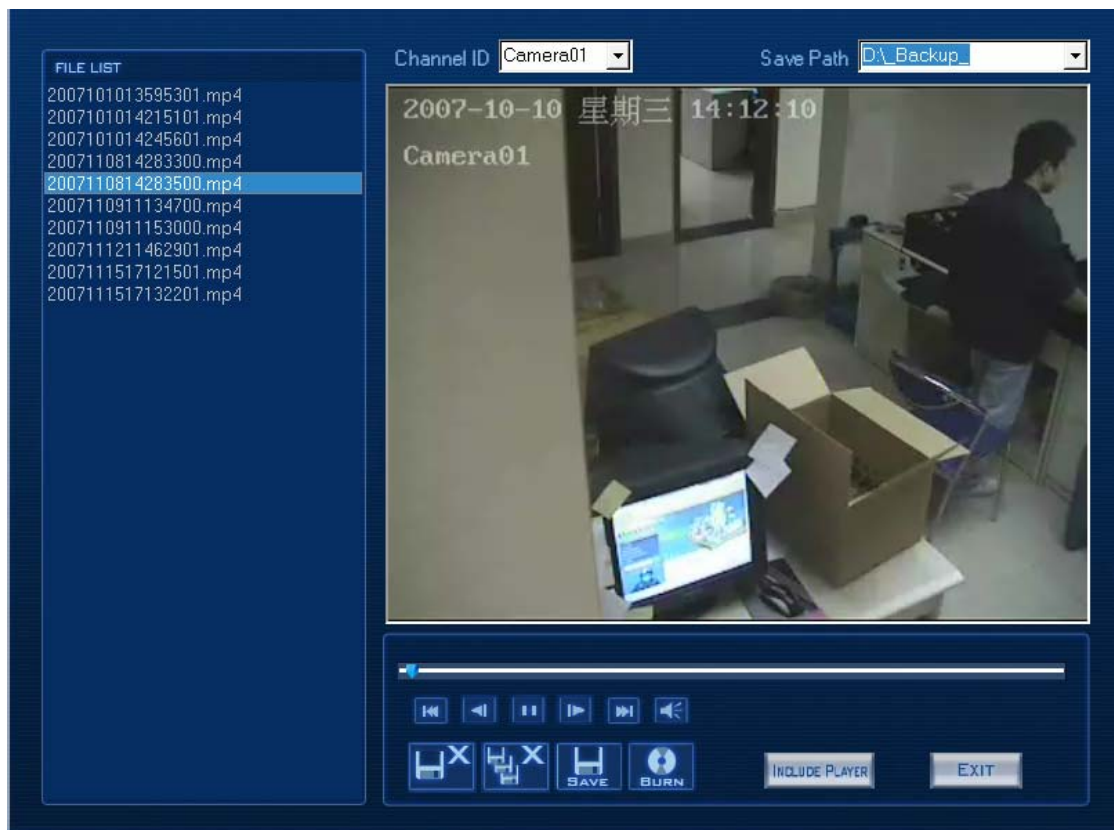 FILE LIST
2007101013595301.mp4
2007101014215101.mp4
2007101014245601.mp4
2007110814283300.mp4
2007110814283500.mp4
2007110911134700.mp4
2007110911153000.mp4
2007111211462901.mp4
2007111517121501.mp4
2007111517132201.mp4
Channel ID Camera01
Save Path D:\_Backup_
2007-10-10 星期三 14:12:10
Camera01
SAVE
BURN
INCLUDE PLAYER
EXIT